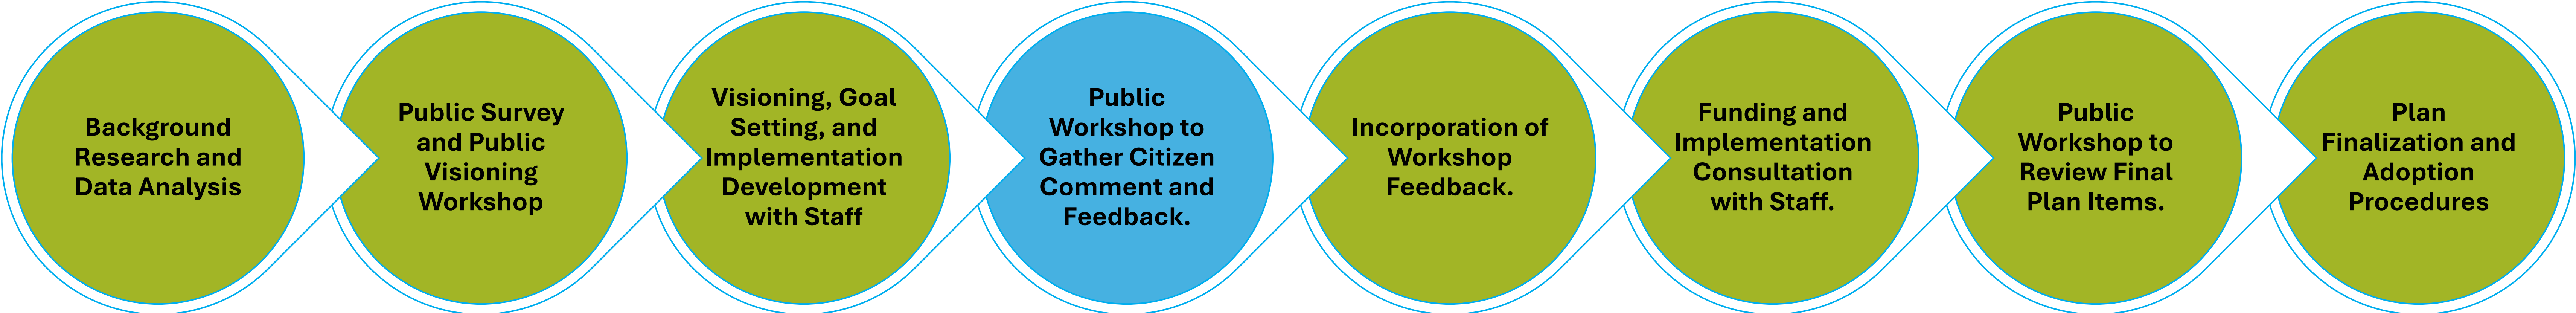 Background
Research and
Data Analysis
Public Survey
and Public
Visioning
Workshop
Visioning, Goal
Setting, and
Implementation
Development
with Staff
Public
Workshop to
Gather Citizen
Comment and
Feedback.
Incorporation of
Workshop
Feedback.
Funding and
Implementation
Consultation
with Staff.
Public
Workshop to
Review Final
Plan Items.
Plan
Finalization and
Adoption
Procedures